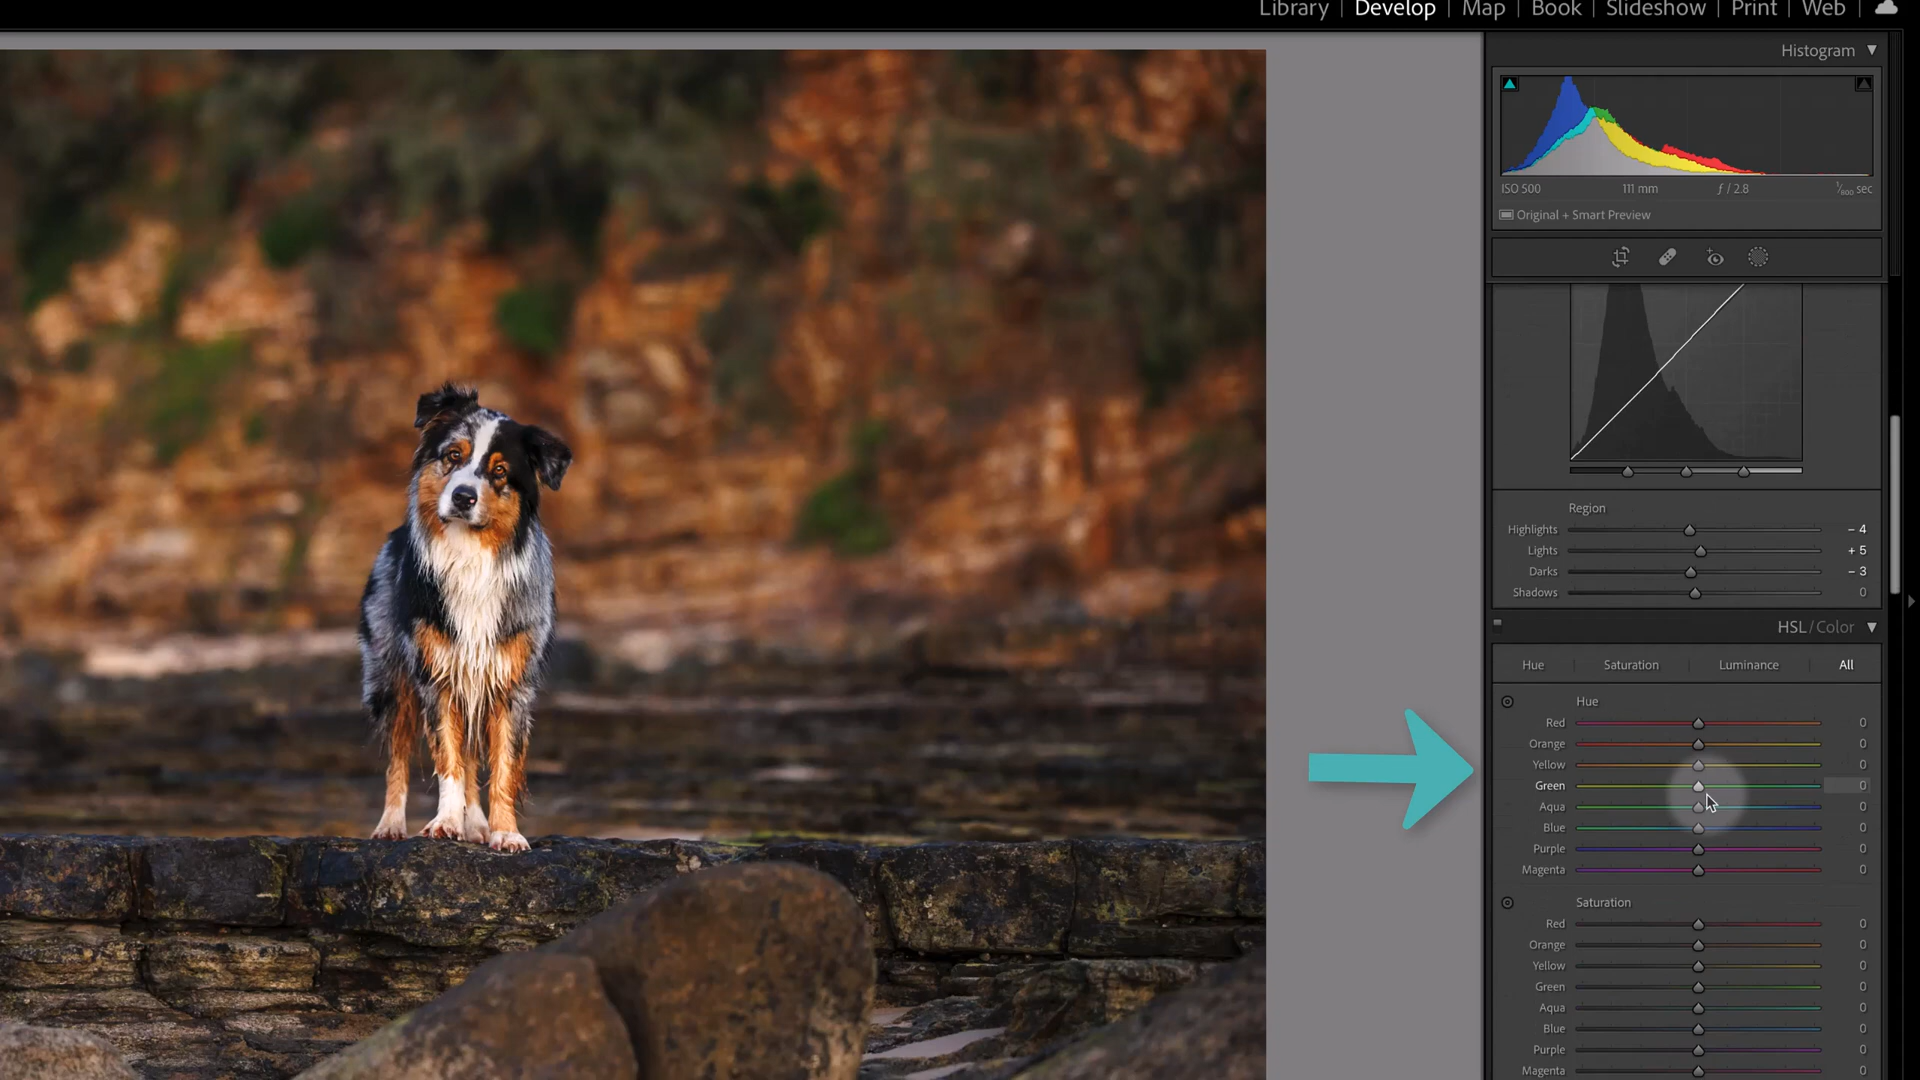 Library | Develop | Map | Book | Slideshow | Print | Web
Histogram
ISO 500 111 mm ƒ / 2.8 1/800 sec
Original + Smart Preview
Region
Highlights - 4
Lights + 5
Darks - 3
Shadows 0
HSL / Color
Hue Saturation Luminance All
Hue
Red 0
Orange 0
Yellow 0
Green 0
Aqua 0
Blue 0
Purple 0
Magenta 0
Saturation
Red 0
Orange 0
Yellow 0
Green 0
Aqua 0
Blue 0
Purple 0
Magenta 0